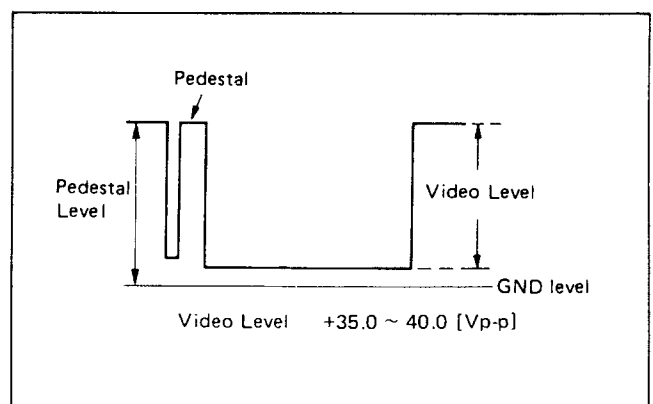 Pedestal
Pedestal
Level
Video Level
GND level
Video Level +35.0 ~ 40.0 [Vp-p]